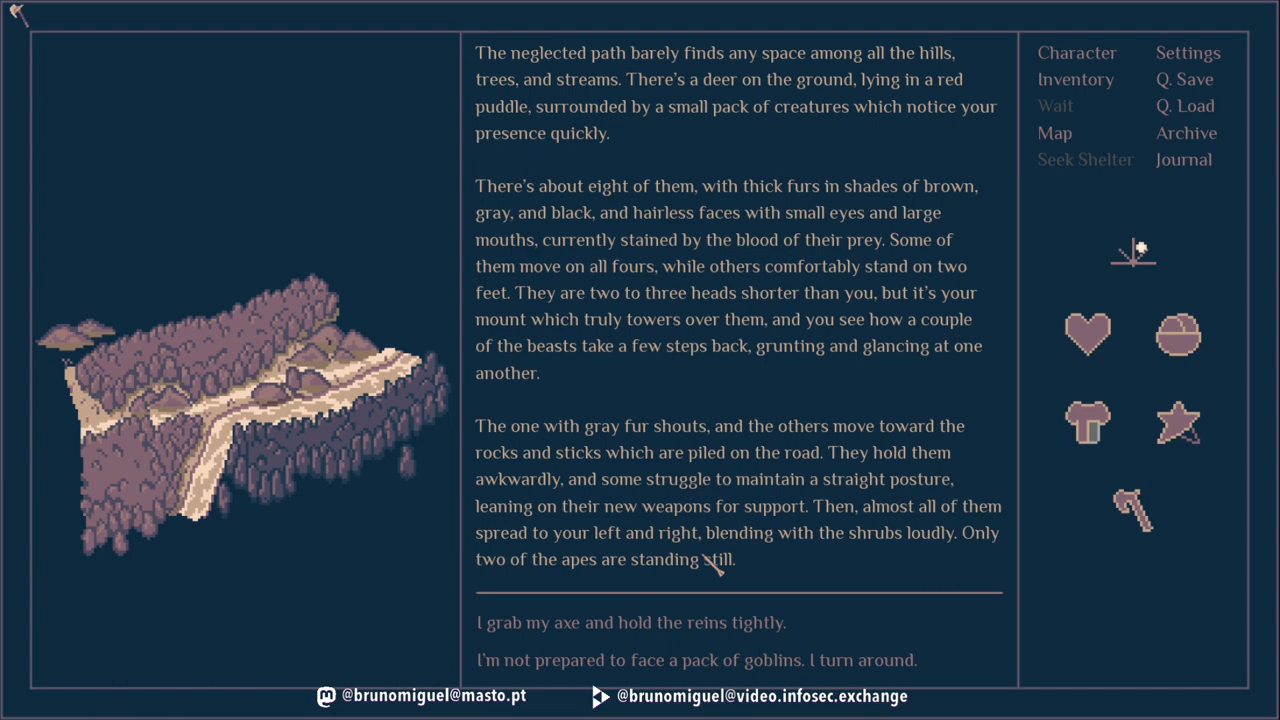 The neglected path barely finds any space among all the hills,
trees, and streams. There's a deer on the ground, lying in a red
puddle, surrounded by a small pack of creatures which notice your
presence quickly.
There's about eight of them, with thick furs in shades of brown,
gray, and black, and hairless faces with small eyes and large
mouths, currently stained by the blood of their prey. Some of
them move on all fours, while others comfortably stand on two
feet. They are two to three heads shorter than you, but it's your
mount which truly towers over them, and you see how a couple
of the beasts take a few steps back, grunting and glancing at one
another.
The one with gray fur shouts, and the others move toward the
rocks and sticks which are piled on the road. They hold them
awkwardly, and some struggle to maintain a straight posture,
leaning on their new weapons for support. Then, almost all of them
spread to your left and right, blending with the shrubs loudly. Only
two of the apes are standing still.
I grab my axe and hold the reins tightly.
I'm not prepared to face a pack of goblins. I turn around.
Character Settings
Inventory Q. Save
Wait Q. Load
Map Archive
Seek Shelter Journal
@brunomiguel@masto.pt @brunomiguel@video.infosec.exchange